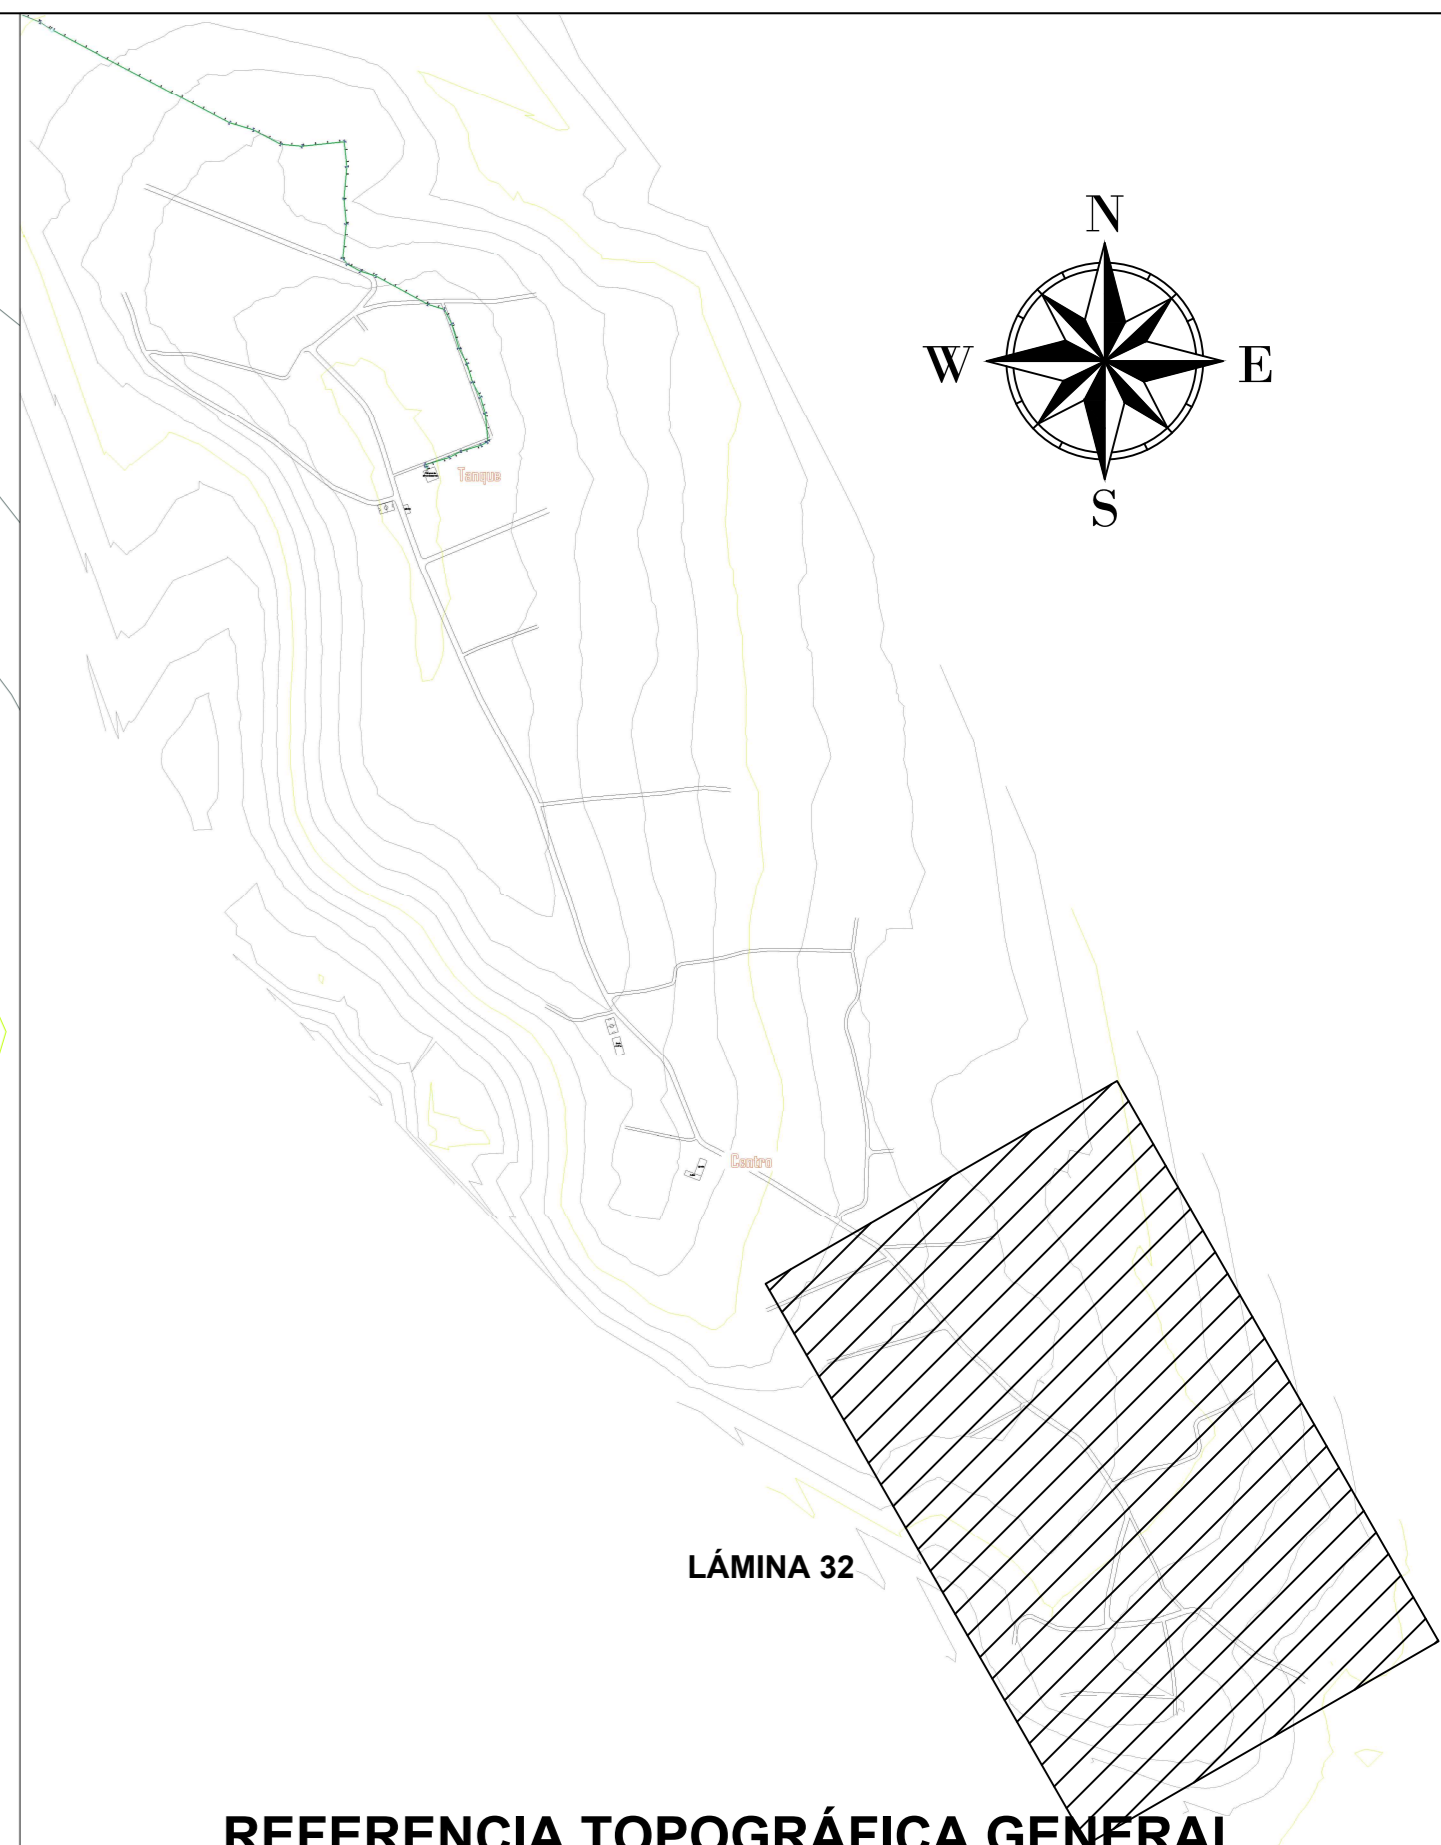 N
W
E
S
Tanque
Centro
LÁMINA 32
REFERENCIA TOPOGRÁFICA GENERAL